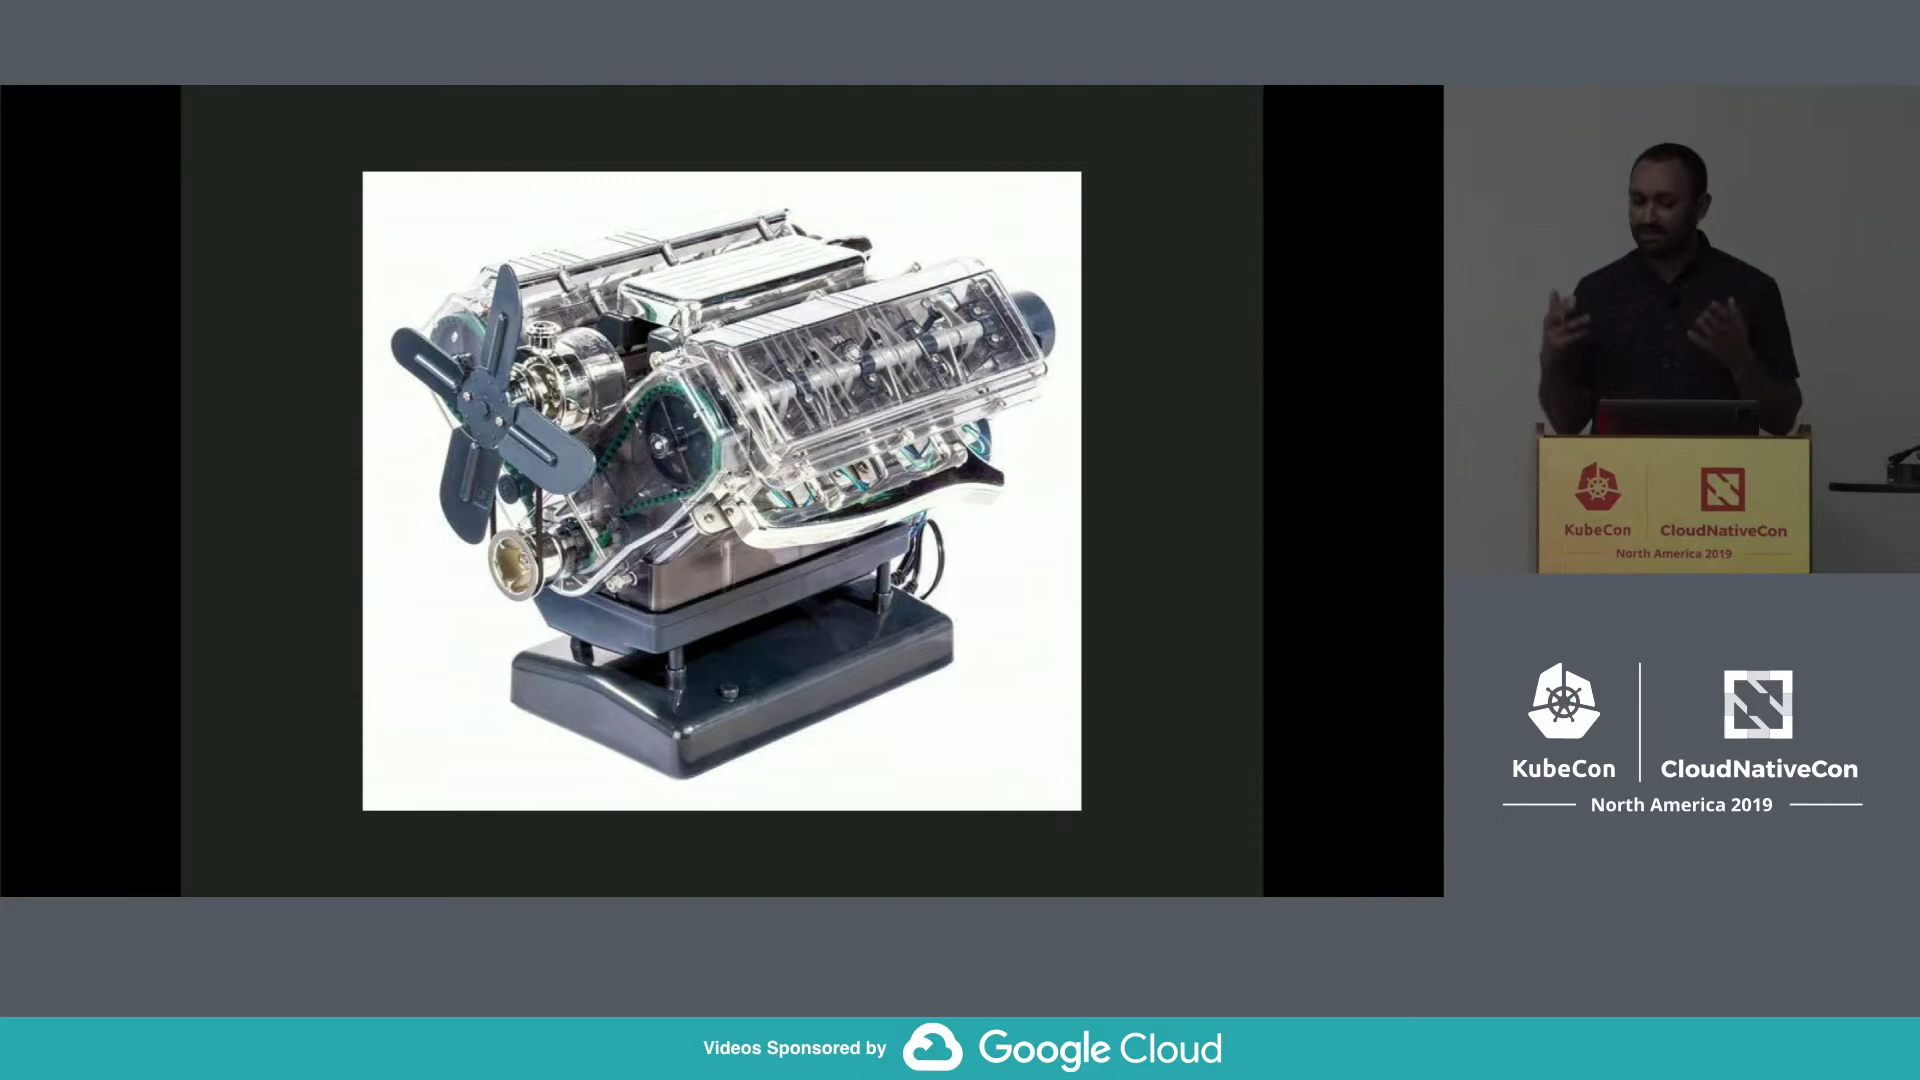 KubeCon
CloudNativeCon
North America 2019
KubeCon
CloudNativeCon
North America 2019
Videos Sponsored by
Google Cloud